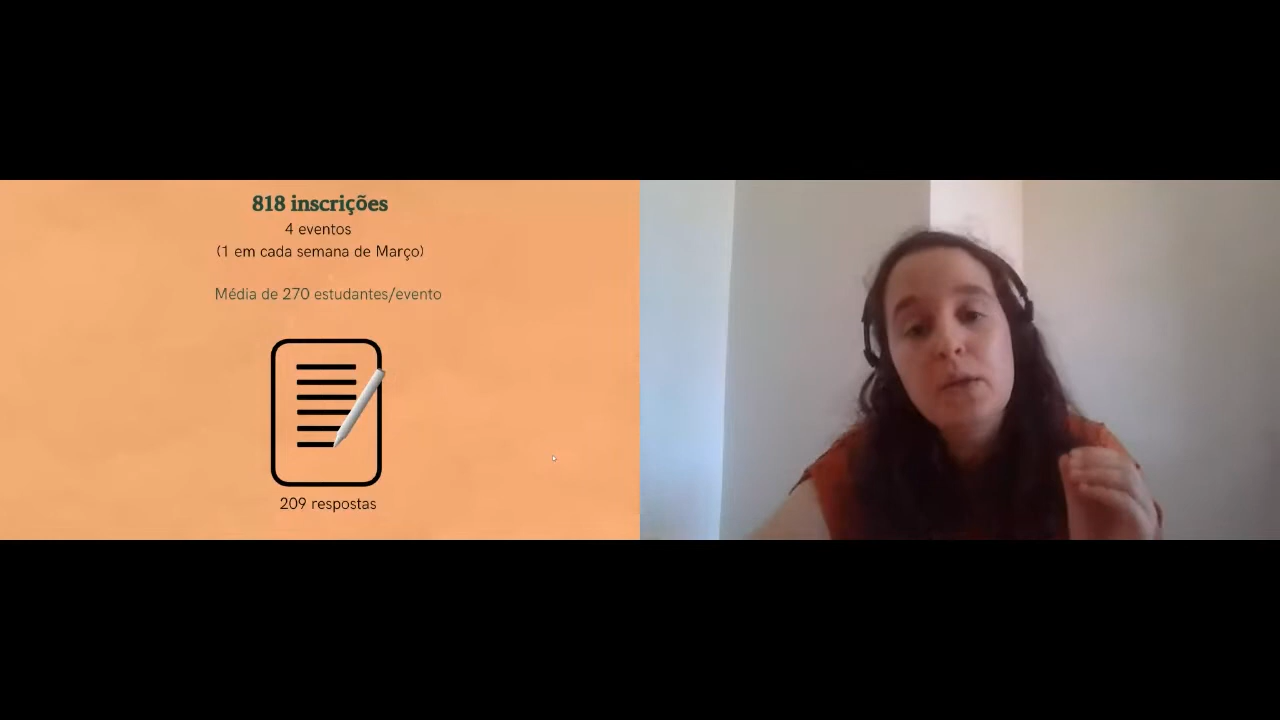 818 inscrições
4 eventos
(1 em cada semana de Março)
Média de 270 estudantes/evento
209 respostas